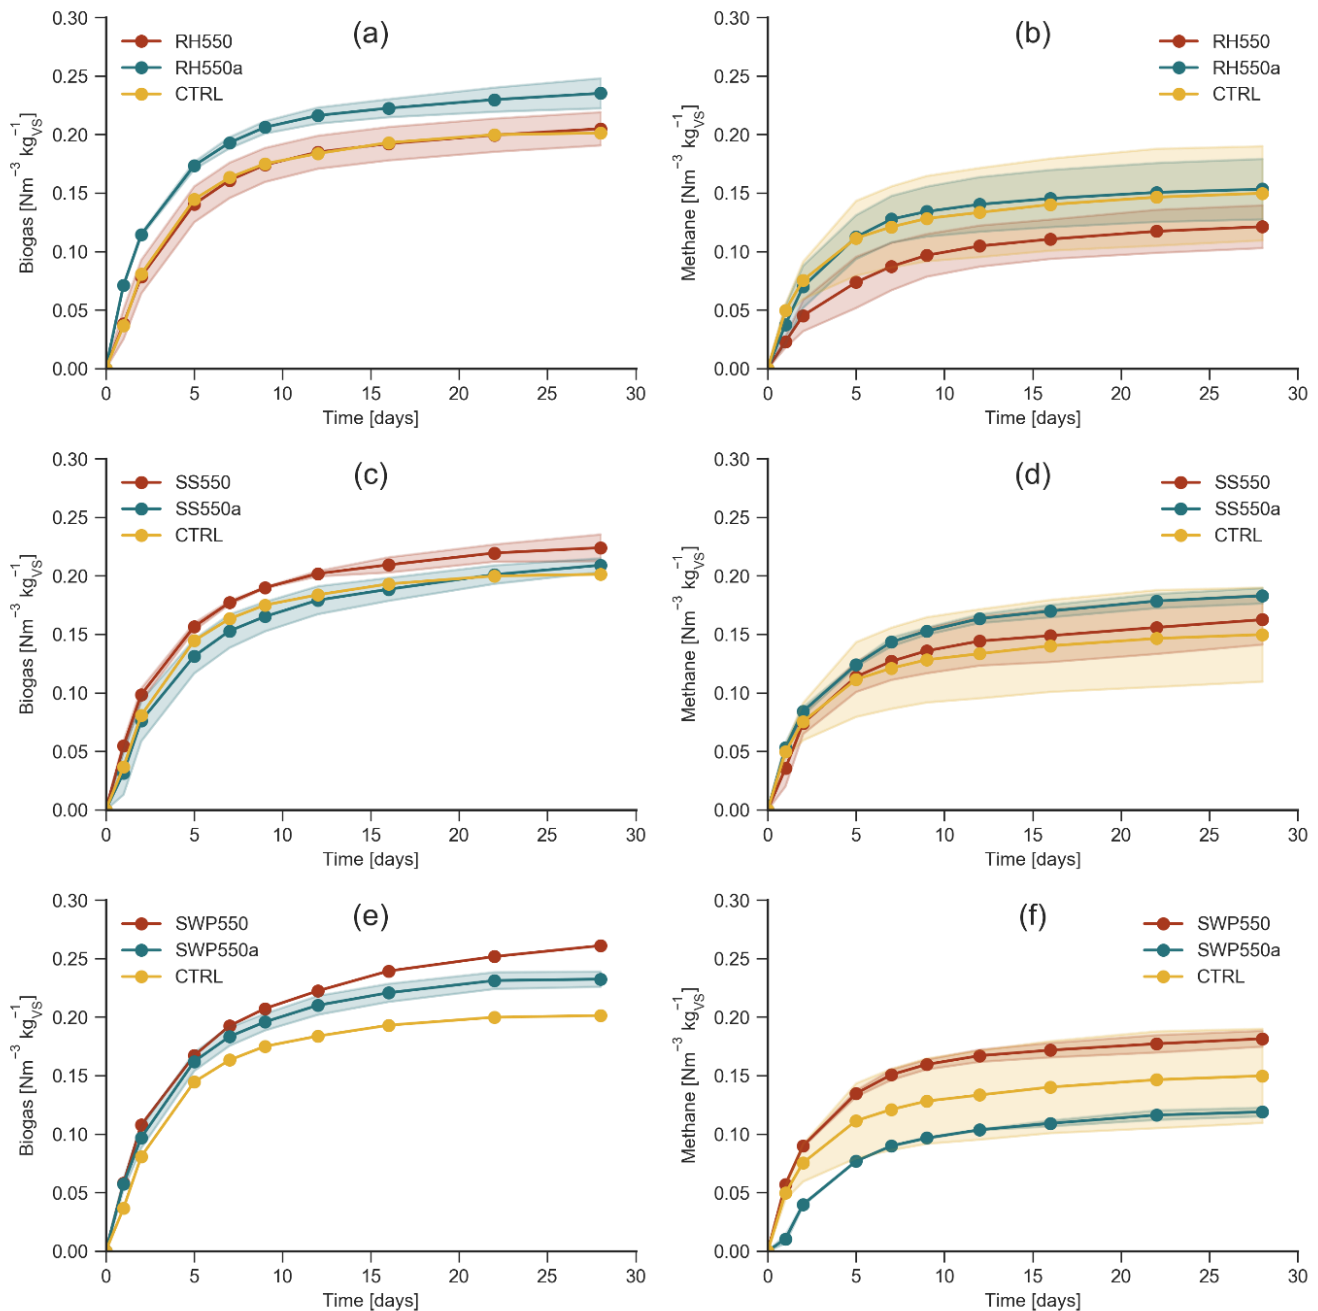 (a)
RH550
RH550a
CTRL
Biogas [Nm⁻³ kg⁻¹VS]
0.30
0.25
0.20
0.15
0.10
0.05
0.00
0 5 10 15 20 25 30
Time [days]
(b)
RH550
RH550a
CTRL
Methane [Nm⁻³ kg⁻¹VS]
0.30
0.25
0.20
0.15
0.10
0.05
0.00
0 5 10 15 20 25 30
Time [days]
(c)
SS550
SS550a
CTRL
Biogas [Nm⁻³ kg⁻¹VS]
0.30
0.25
0.20
0.15
0.10
0.05
0.00
0 5 10 15 20 25 30
Time [days]
(d)
SS550
SS550a
CTRL
Methane [Nm⁻³ kg⁻¹VS]
0.30
0.25
0.20
0.15
0.10
0.05
0.00
0 5 10 15 20 25 30
Time [days]
(e)
SWP550
SWP550a
CTRL
Biogas [Nm⁻³ kg⁻¹VS]
0.30
0.25
0.20
0.15
0.10
0.05
0.00
0 5 10 15 20 25 30
Time [days]
(f)
SWP550
SWP550a
CTRL
Methane [Nm⁻³ kg⁻¹VS]
0.30
0.25
0.20
0.15
0.10
0.05
0.00
0 5 10 15 20 25 30
Time [days]